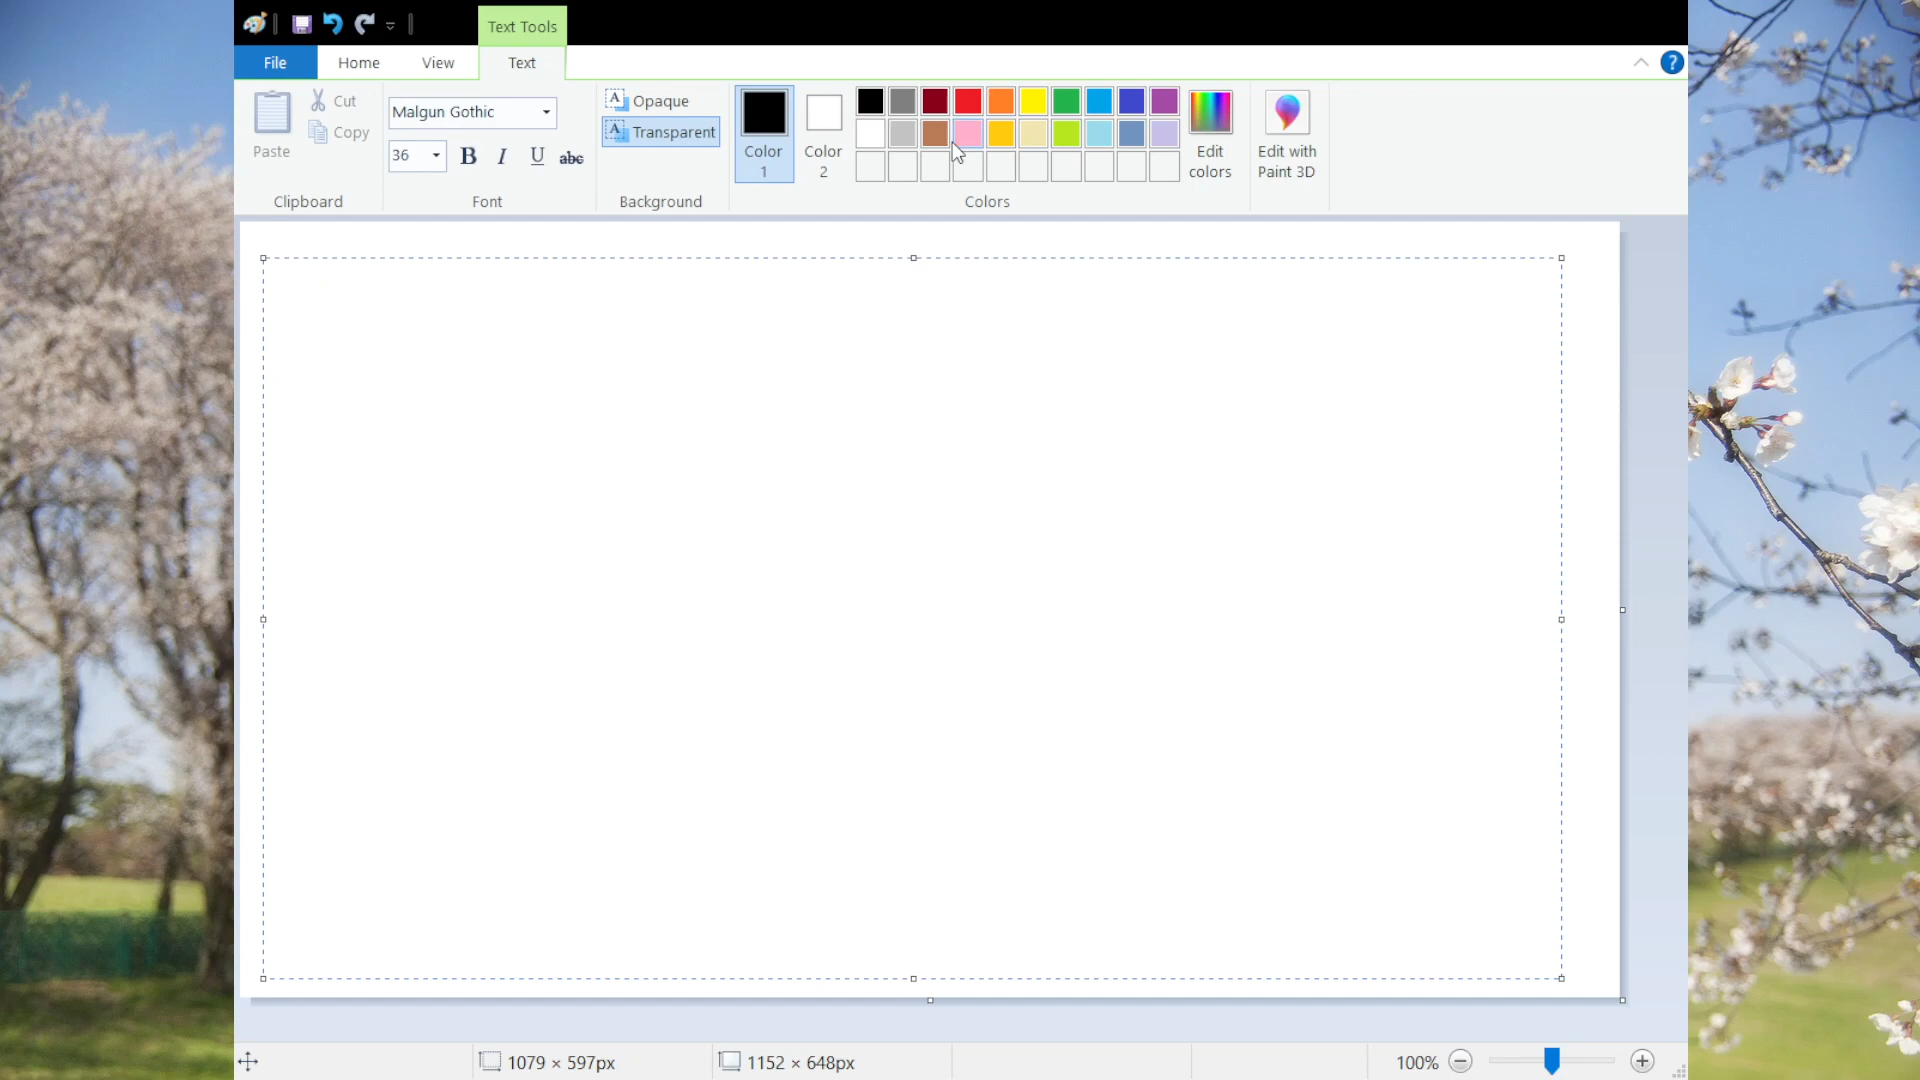 Text Tools
File
Home
View
Text
?
Paste
Cut
Copy
Clipboard
Malgun Gothic
36
B I U abc
Font
A Opaque
A Transparent
Background
Color
1
Color
2
Colors
Edit
colors
Edit with
Paint 3D
1079 × 597px
1152 × 648px
100%